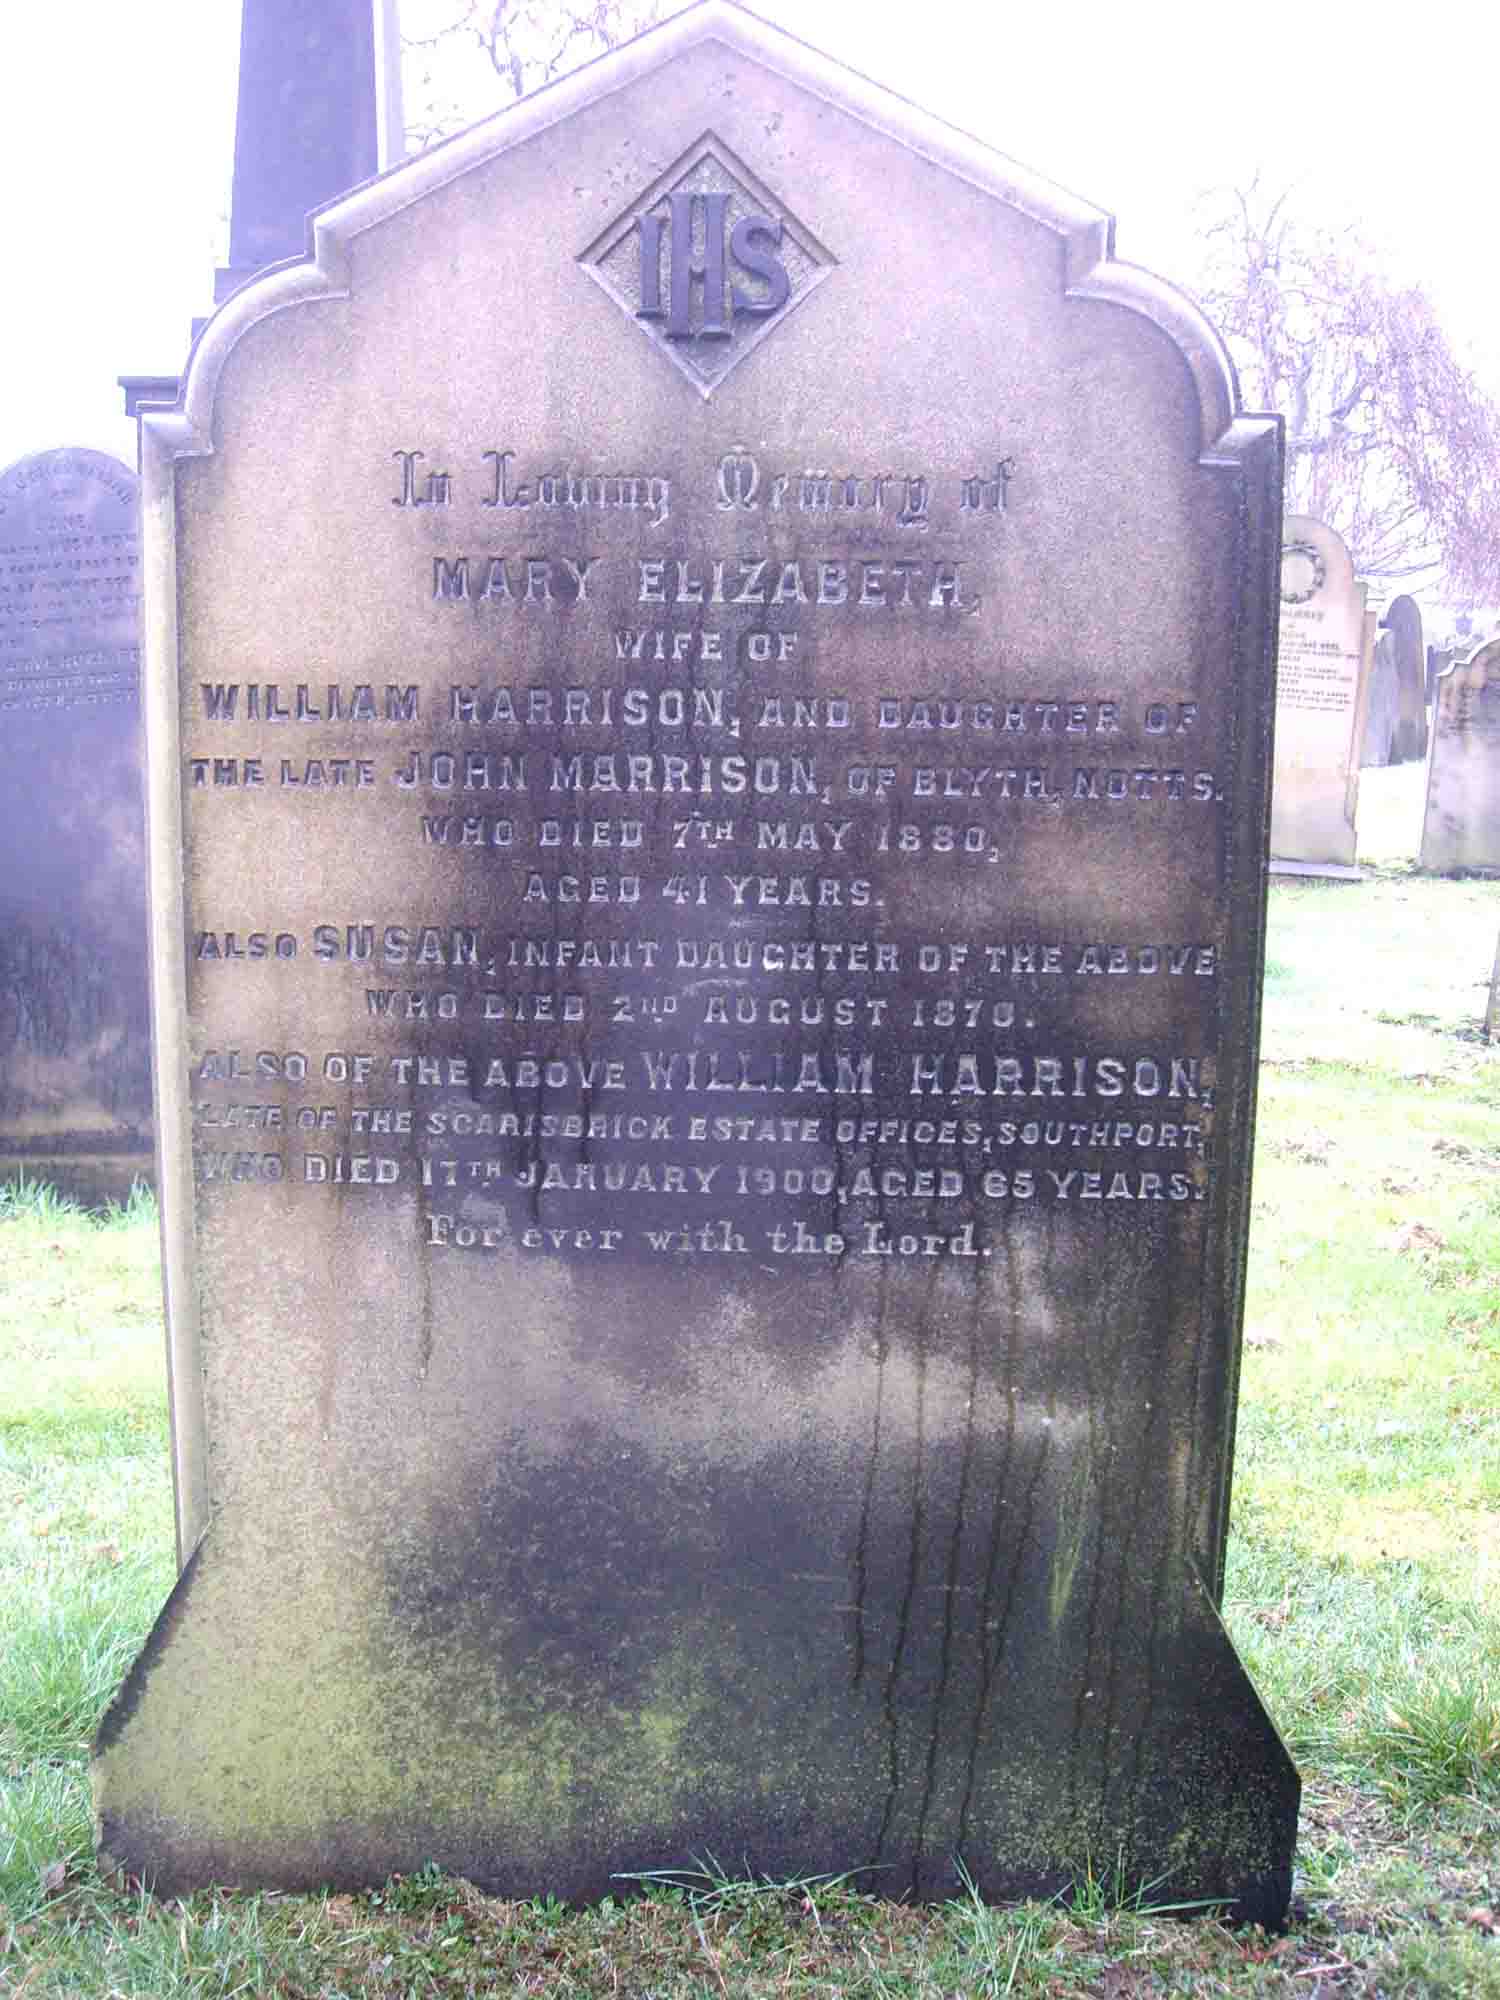 IHS
In Loving Memory of
MARY ELIZABETH,
WIFE OF
WILLIAM HARRISON, AND DAUGHTER OF
THE LATE JOHN MARRISON, OF BLYTH, NOTTS.
WHO DIED 7TH MAY 1880,
AGED 41 YEARS.
ALSO SUSAN, INFANT DAUGHTER OF THE ABOVE
WHO DIED 2ND AUGUST 1870.
ALSO OF THE ABOVE WILLIAM HARRISON,
LATE OF THE SCARISBRICK ESTATE OFFICES, SOUTHPORT,
WHO DIED 17TH JANUARY 1900, AGED 65 YEARS.
For ever with the Lord.